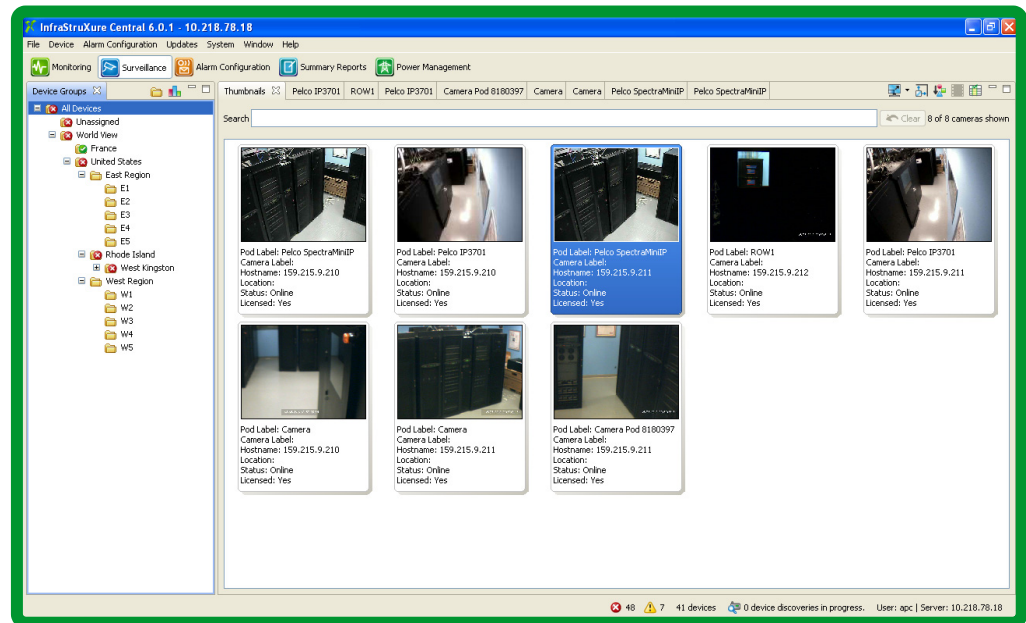 InfraStruXure Central 6.0.1 - 10.218.78.18
File Device Alarm Configuration Updates System Window Help
Monitoring Surveillance Alarm Configuration Summary Reports Power Management
Device Groups
Thumbnails Pelco IP3701 ROW1 Pelco IP3701 Camera Pod 8180397 Camera Camera Pelco SpectraMiniIP Pelco SpectraMiniIP
All Devices
Unassigned
World View
France
United States
East Region
E1
E2
E3
E4
E5
Rhode Island
West Kingston
West Region
W1
W2
W3
W4
W5
Search Clear 8 of 8 cameras shown
Pod Label: Pelco SpectraMiniIP
Camera Label:
Hostname: 159.215.9.210
Location:
Status: Online
Licensed: Yes
Pod Label: Pelco IP3701
Camera Label:
Hostname: 159.215.9.210
Location:
Status: Online
Licensed: Yes
Pod Label: Pelco SpectraMiniIP
Camera Label:
Hostname: 159.215.9.211
Location:
Status: Online
Licensed: Yes
Pod Label: ROW1
Camera Label:
Hostname: 159.215.9.212
Location:
Status: Online
Licensed: Yes
Pod Label: Pelco IP3701
Camera Label:
Hostname: 159.215.9.211
Location:
Status: Online
Licensed: Yes
Pod Label: Camera
Camera Label:
Hostname: 159.215.9.210
Location:
Status: Online
Licensed: Yes
Pod Label: Camera
Camera Label:
Hostname: 159.215.9.211
Location:
Status: Online
Licensed: Yes
Pod Label: Camera Pod 8180397
Camera Label:
Hostname: 159.215.9.211
Location:
Status: Online
Licensed: Yes
48 7 41 devices 0 device discoveries in progress. User: apc | Server: 10.218.78.18